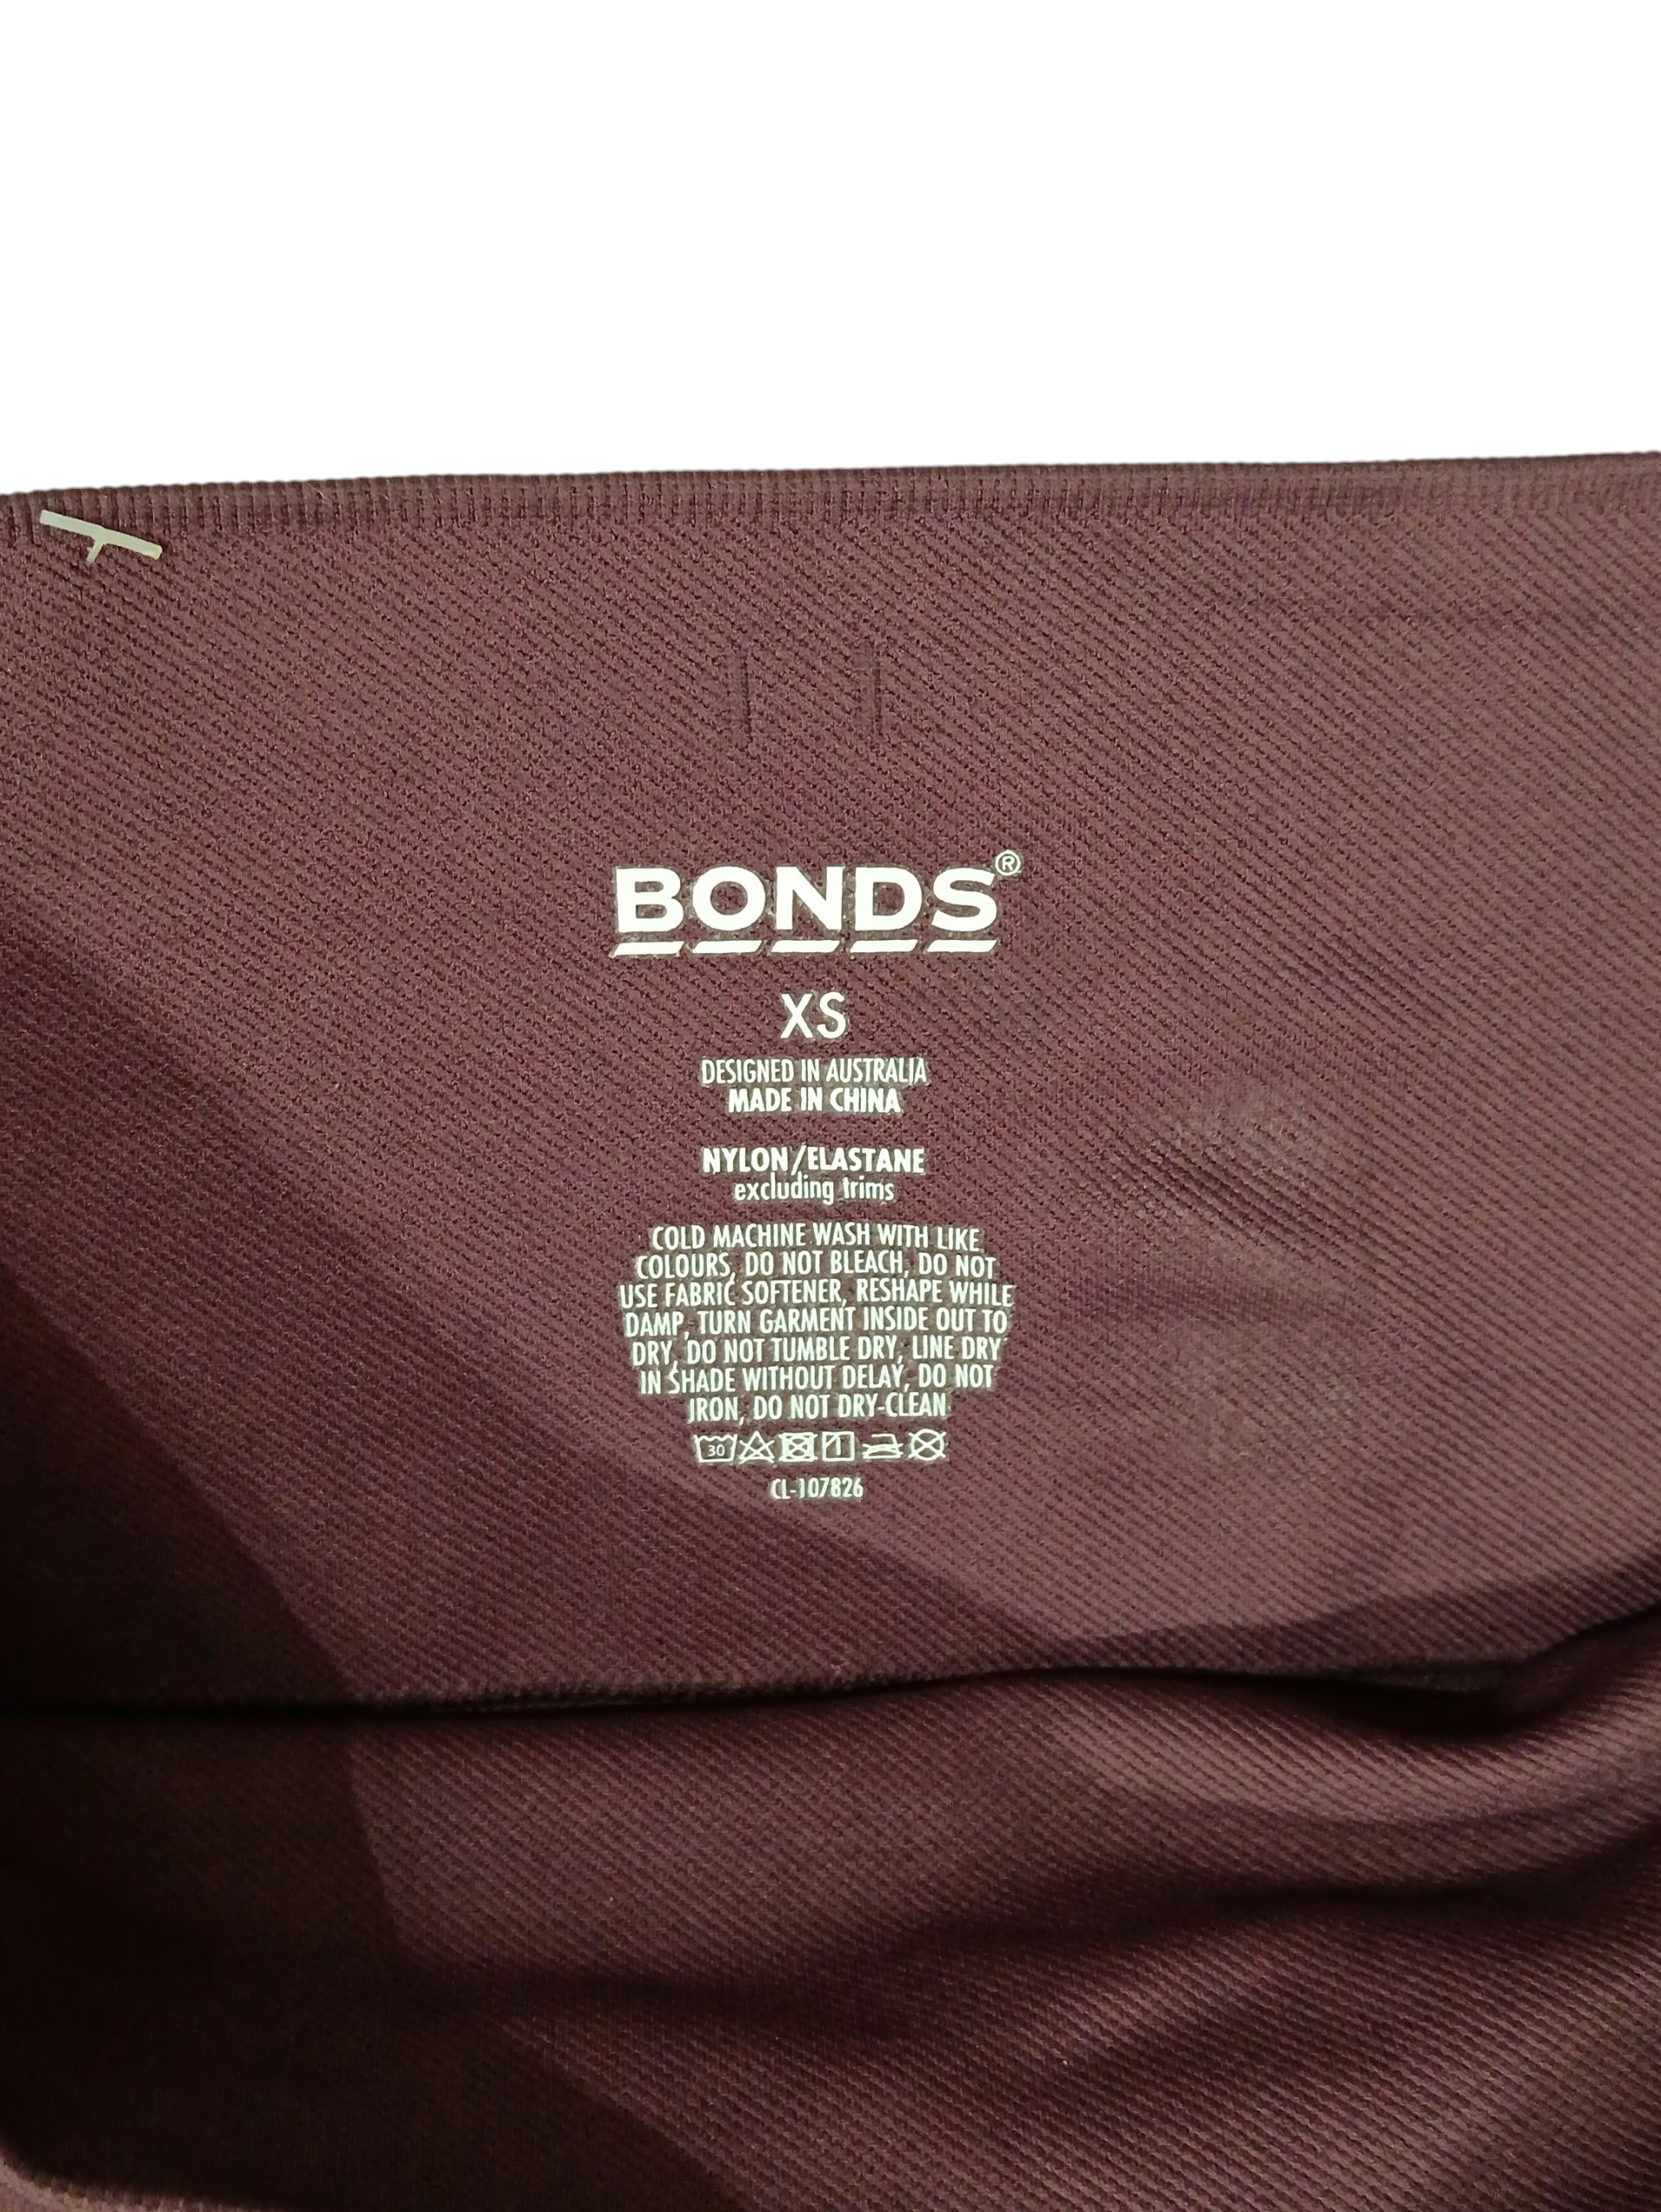 BONDS®
XS
DESIGNED IN AUSTRALIA
MADE IN CHINA
NYLON/ELASTANE
excluding trims
COLD MACHINE WASH WITH LIKE
COLOURS, DO NOT BLEACH, DO NOT
USE FABRIC SOFTENER, RESHAPE WHILE
DAMP, TURN GARMENT INSIDE OUT TO
DRY, DO NOT TUMBLE DRY, LINE DRY
IN SHADE WITHOUT DELAY, DO NOT
IRON, DO NOT DRY-CLEAN
30
CL-107826